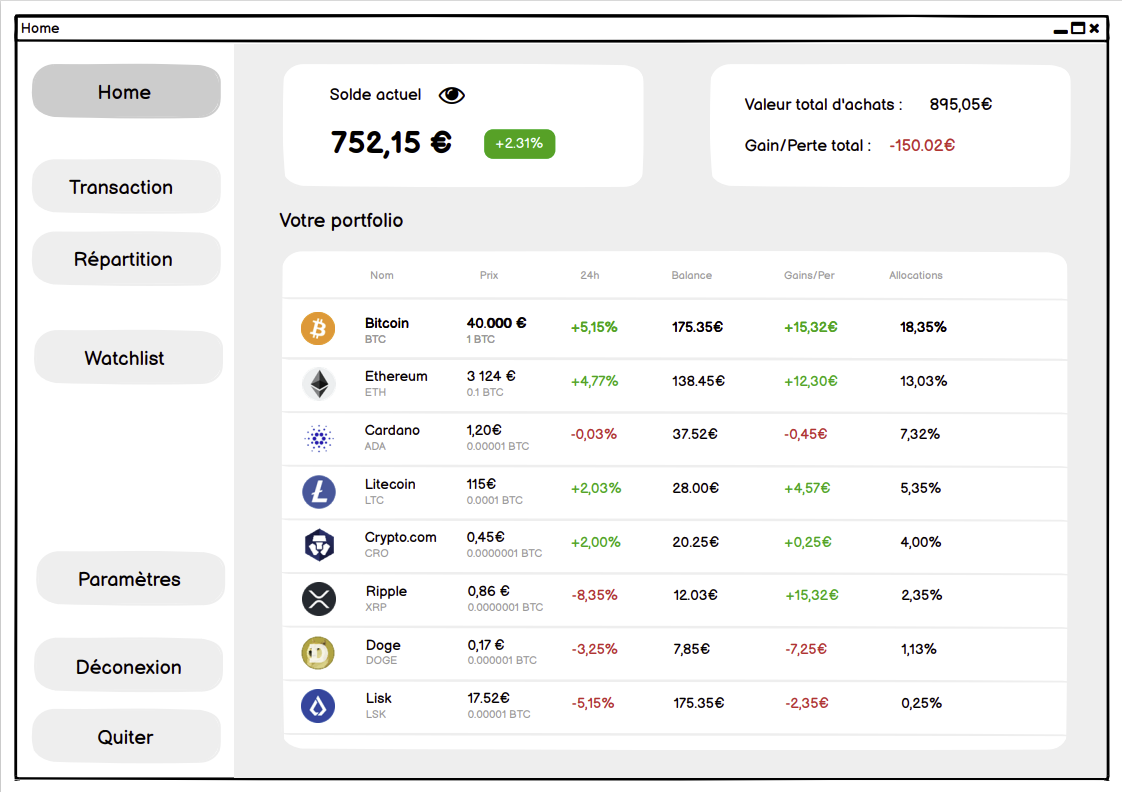 Home
Home
Transaction
Répartition
Watchlist
Paramètres
Déconexion
Quiter
Solde actuel
752,15 € +2.31%
Valeur total d'achats : 895,05€
Gain/Perte total : -150.02€
Votre portfolio
Nom Prix 24h Balance Gains/Per Allocations
Bitcoin 40.000 € +5,15% 175.35€ +15,32€ 18,35%
BTC 1 BTC
Ethereum 3 124 € +4,77% 138.45€ +12,30€ 13,03%
ETH 0.1 BTC
Cardano 1,20€ -0,03% 37.52€ -0,45€ 7,32%
ADA 0.00001 BTC
Litecoin 115€ +2,03% 28.00€ +4,57€ 5,35%
LTC 0.0001 BTC
Crypto.com 0,45€ +2,00% 20.25€ +0,25€ 4,00%
CRO 0.0000001 BTC
Ripple 0,86 € -8,35% 12.03€ +15,32€ 2,35%
XRP 0.0000001 BTC
Doge 0,17 € -3,25% 7,85€ -7,25€ 1,13%
DOGE 0.000001 BTC
Lisk 17.52€ -5,15% 175.35€ -2,35€ 0,25%
LSK 0.00001 BTC